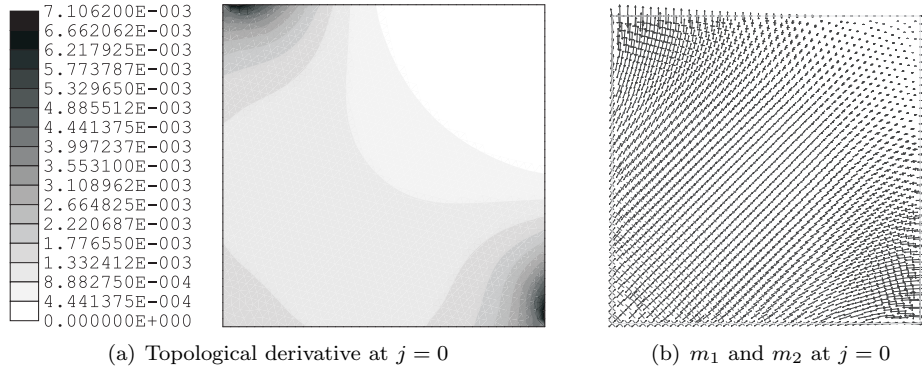 7.106200E-003
6.662062E-003
6.217925E-003
5.773787E-003
5.329650E-003
4.885512E-003
4.441375E-003
3.997237E-003
3.553100E-003
3.108962E-003
2.664825E-003
2.220687E-003
1.776550E-003
1.332412E-003
8.882750E-004
4.441375E-004
0.000000E+000
(a) Topological derivative at j = 0
(b) m₁ and m₂ at j = 0